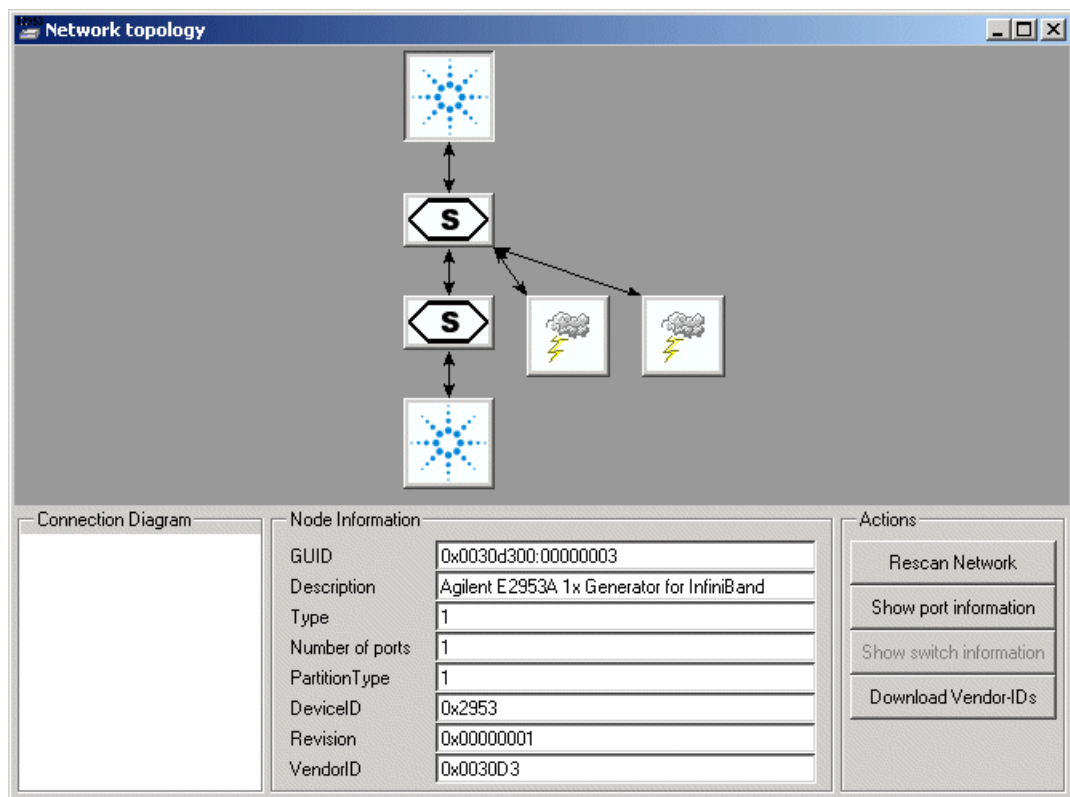 E2953
Network topology
S
S
Connection Diagram
Node Information
GUID 0x0030d300:00000003
Description Agilent E2953A 1x Generator for InfiniBand
Type 1
Number of ports 1
PartitionType 1
DeviceID 0x2953
Revision 0x00000001
VendorID 0x0030D3
Actions
Rescan Network
Show port information
Show switch information
Download Vendor-IDs